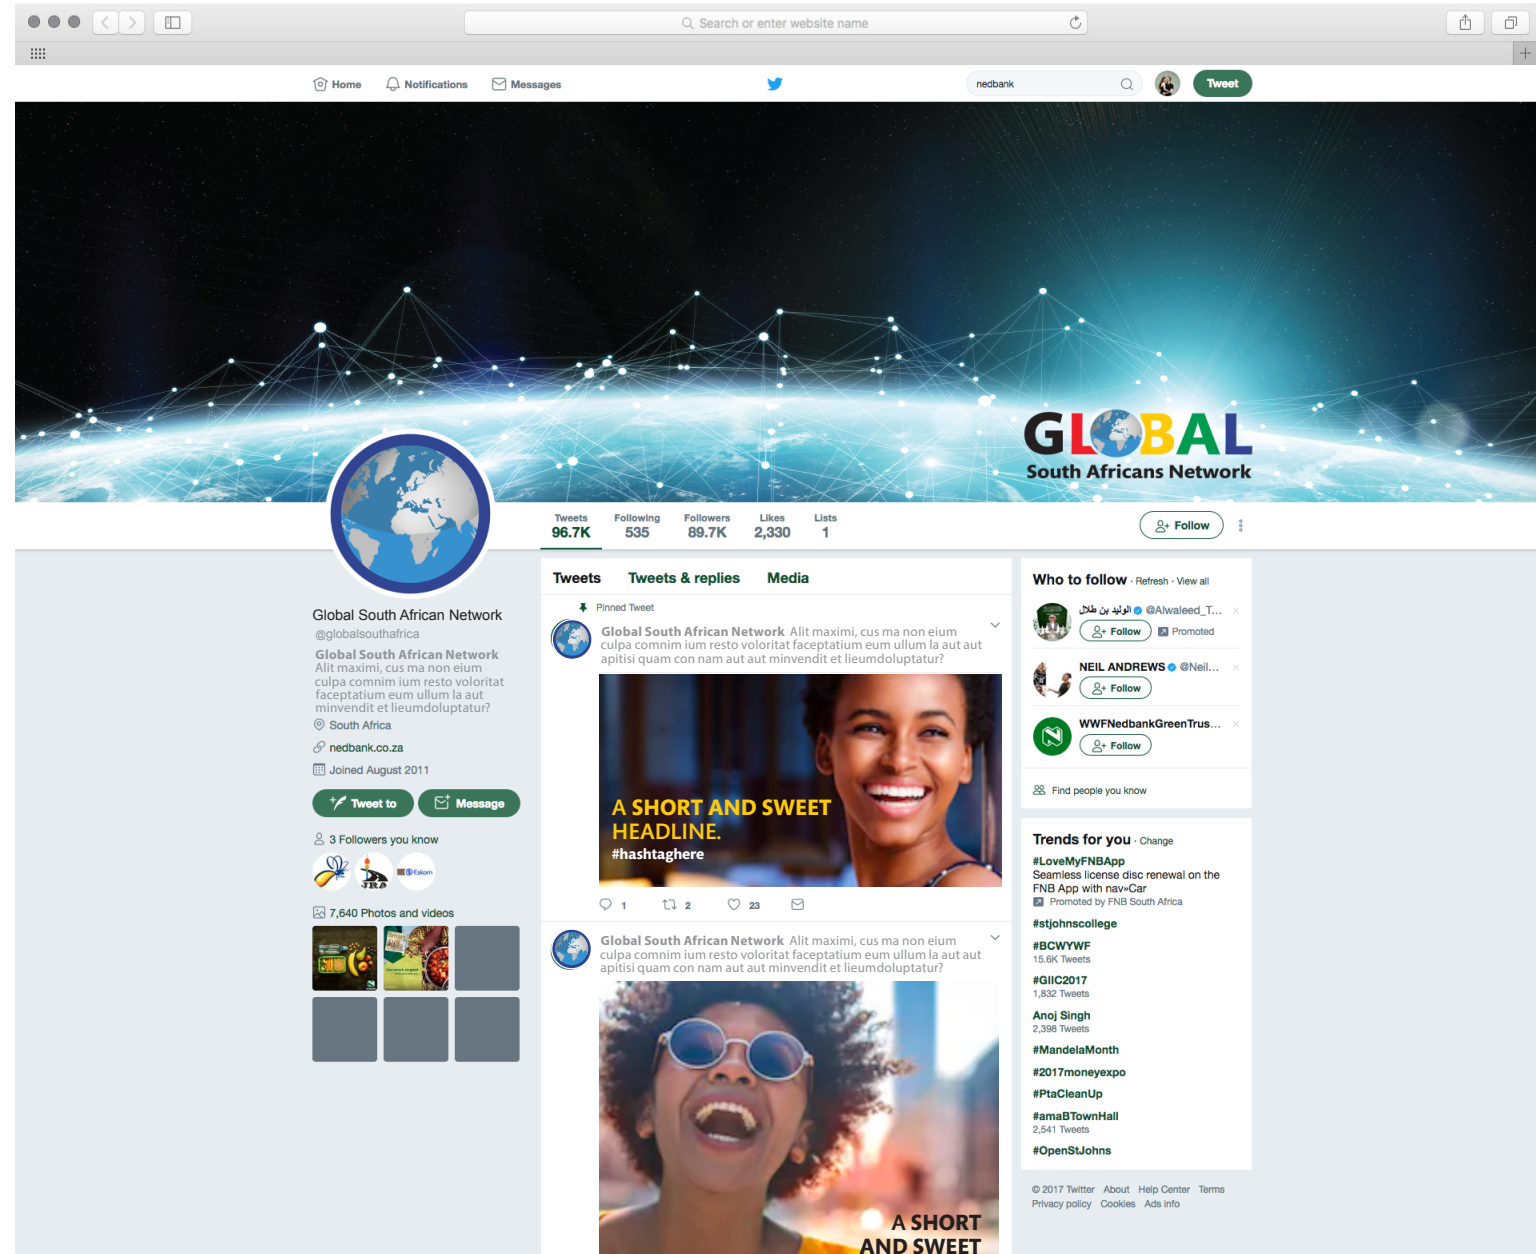 Search or enter website name
Home Notifications Messages
nedbank
Tweet
GLOBAL
South Africans Network
Tweets Following Followers Likes Lists
96.7K 535 89.7K 2,330 1
Follow
Global South African Network
@globalsouthafrica
Global South African Network
Alit maximi, cus ma non eium
culpa comnim ium resto voloritat
faceptatium eum ullum la aut
minvendit et lieumdoluptatur?
South Africa
nedbank.co.za
Joined August 2011
Tweet to Message
3 Followers you know
JRA
Eskom
7,640 Photos and videos
Tweets Tweets & replies Media
Pinned Tweet
Global South African Network Alit maximi, cus ma non eium
culpa comnim ium resto voloritat faceptatium eum ullum la aut aut
apitisi quam con nam aut aut minvendit et lieumdoluptatur?
A SHORT AND SWEET
HEADLINE.
#hashtaghere
1 2 23
Global South African Network Alit maximi, cus ma non eium
culpa comnim ium resto voloritat faceptatium eum ullum la aut aut
apitisi quam con nam aut aut minvendit et lieumdoluptatur?
A SHORT
AND SWEET
Who to follow · Refresh · View all
الوليد بن طلال @Alwaleed_T...
Follow Promoted
NEIL ANDREWS @Neil...
Follow
WWFNedbankGreenTrus...
Follow
Find people you know
Trends for you · Change
#LoveMyFNBApp
Seamless license disc renewal on the
FNB App with nav»Car
Promoted by FNB South Africa
#stjohnscollege
#BCWYWF
15.6K Tweets
#GIIC2017
1,832 Tweets
Anoj Singh
2,398 Tweets
#MandelaMonth
#2017moneyexpo
#PtaCleanUp
#amaBTownHall
2,541 Tweets
#OpenStJohns
© 2017 Twitter About Help Center Terms
Privacy policy Cookies Ads info